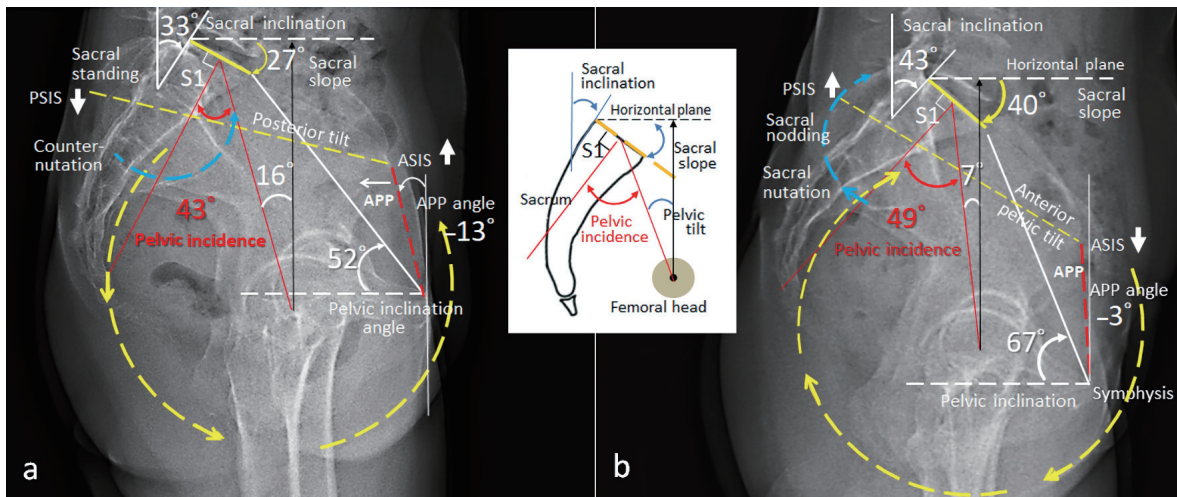 33°
Sacral inclination
27°
Sacral
slope
Sacral
standing
S1
PSIS
Posterior tilt
Counter-
nutation
16°
ASIS
APP
APP angle
–13°
43°
Pelvic incidence
52°
Pelvic inclination
angle
a
Sacral
inclination
Horizontal plane
S1
Sacral
slope
Sacrum
Pelvic
incidence
Pelvic
tilt
Femoral head
Sacral inclination
43°
Horizontal plane
40°
Sacral
slope
PSIS
S1
Sacral
nodding
Sacral
nutation
7°
49°
Pelvic incidence
Anterior
pelvic tilt
ASIS
APP
APP angle
–3°
67°
Pelvic inclination
Symphysis
b